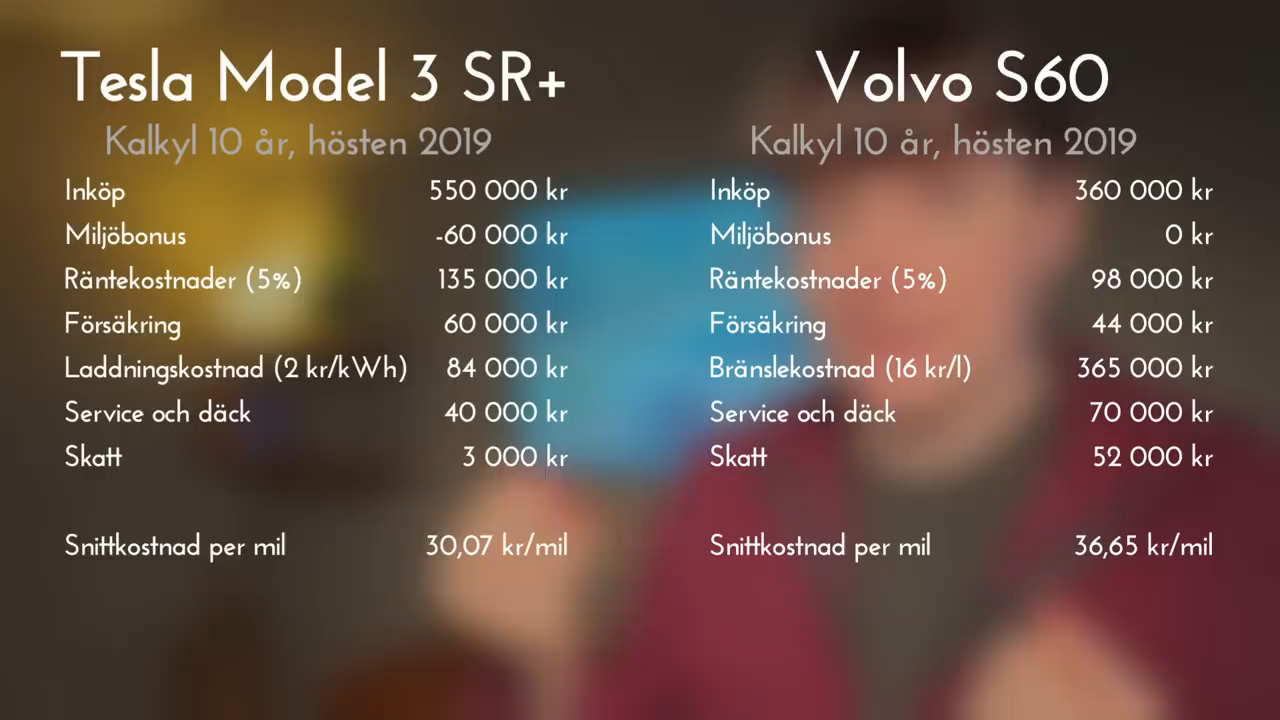 Tesla Model 3 SR+
Kalkyl 10 år, hösten 2019
Inköp 550 000 kr
Miljöbonus -60 000 kr
Räntekostnader (5%) 135 000 kr
Försäkring 60 000 kr
Laddningskostnad (2 kr/kWh) 84 000 kr
Service och däck 40 000 kr
Skatt 3 000 kr
Snittkostnad per mil 30,07 kr/mil
Volvo S60
Kalkyl 10 år, hösten 2019
Inköp 360 000 kr
Miljöbonus 0 kr
Räntekostnader (5%) 98 000 kr
Försäkring 44 000 kr
Bränslekostnad (16 kr/l) 365 000 kr
Service och däck 70 000 kr
Skatt 52 000 kr
Snittkostnad per mil 36,65 kr/mil